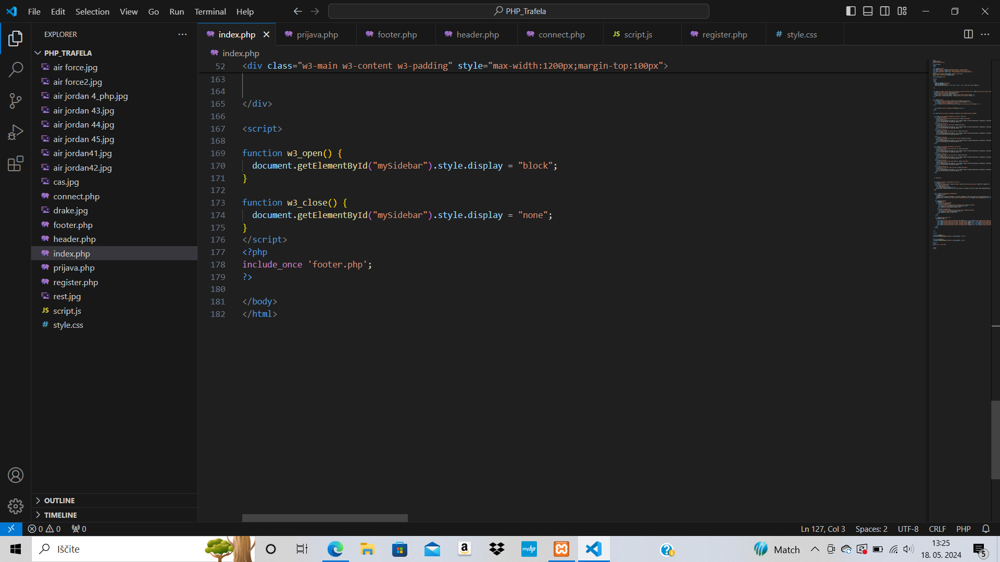 File Edit Selection View Go Run Terminal Help
PHP_Trafela
EXPLORER
PHP_TRAFELA
air force.jpg
air force2.jpg
air jordan 4_php.jpg
air jordan 43.jpg
air jordan 44.jpg
air jordan 45.jpg
air jordan41.jpg
air jordan42.jpg
cas.jpg
connect.php
drake.jpg
footer.php
header.php
index.php
prijava.php
register.php
rest.jpg
JS script.js
# style.css
OUTLINE
TIMELINE
index.php prijava.php footer.php header.php connect.php JS script.js register.php # style.css
index.php
52 <div class="w3-main w3-content w3-padding" style="max-width:1200px;margin-top:100px">
163
164
165 </div>
166
167 <script>
168
169 function w3_open() {
170 document.getElementById("mySidebar").style.display = "block";
171 }
172
173 function w3_close() {
174 document.getElementById("mySidebar").style.display = "none";
175 }
176 </script>
177 <?php
178 include_once 'footer.php';
179 ?>
180
181 </body>
182 </html>
0 0 0
Ln 127, Col 3 Spaces: 2 UTF-8 CRLF PHP
Iščite
a
myhp
Match
13:25
18. 05. 2024
5